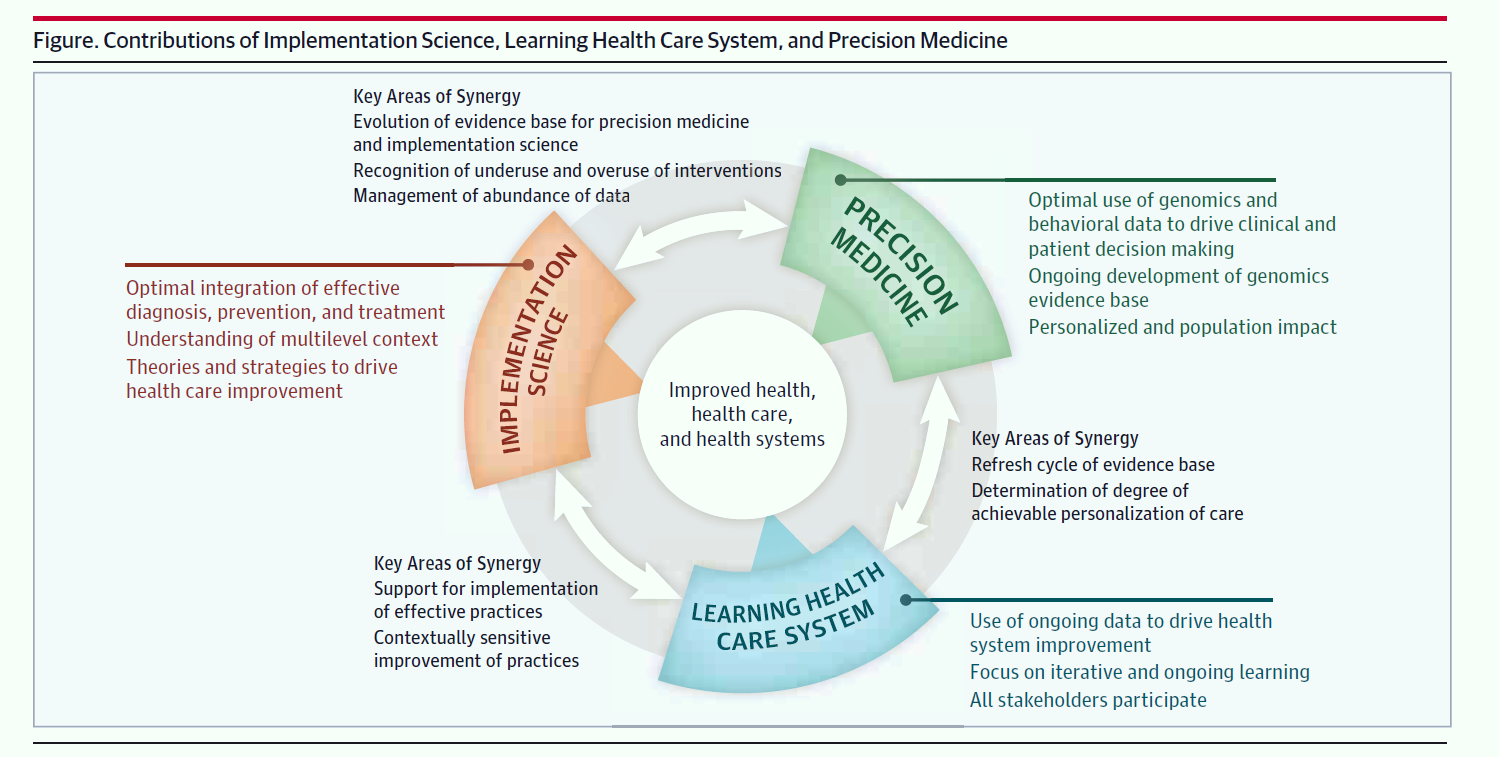 Figure. Contributions of Implementation Science, Learning Health Care System, and Precision Medicine
Key Areas of Synergy
Evolution of evidence base for precision medicine
and implementation science
Recognition of underuse and overuse of interventions
Management of abundance of data
PRECISION
MEDICINE
Optimal use of genomics and
behavioral data to drive clinical and
patient decision making
Ongoing development of genomics
evidence base
Personalized and population impact
IMPLEMENTATION
SCIENCE
Optimal integration of effective
diagnosis, prevention, and treatment
Understanding of multilevel context
Theories and strategies to drive
health care improvement
Improved health,
health care,
and health systems
Key Areas of Synergy
Refresh cycle of evidence base
Determination of degree of
achievable personalization of care
Key Areas of Synergy
Support for implementation
of effective practices
Contextually sensitive
improvement of practices
LEARNING HEALTH
CARE SYSTEM
Use of ongoing data to drive health
system improvement
Focus on iterative and ongoing learning
All stakeholders participate